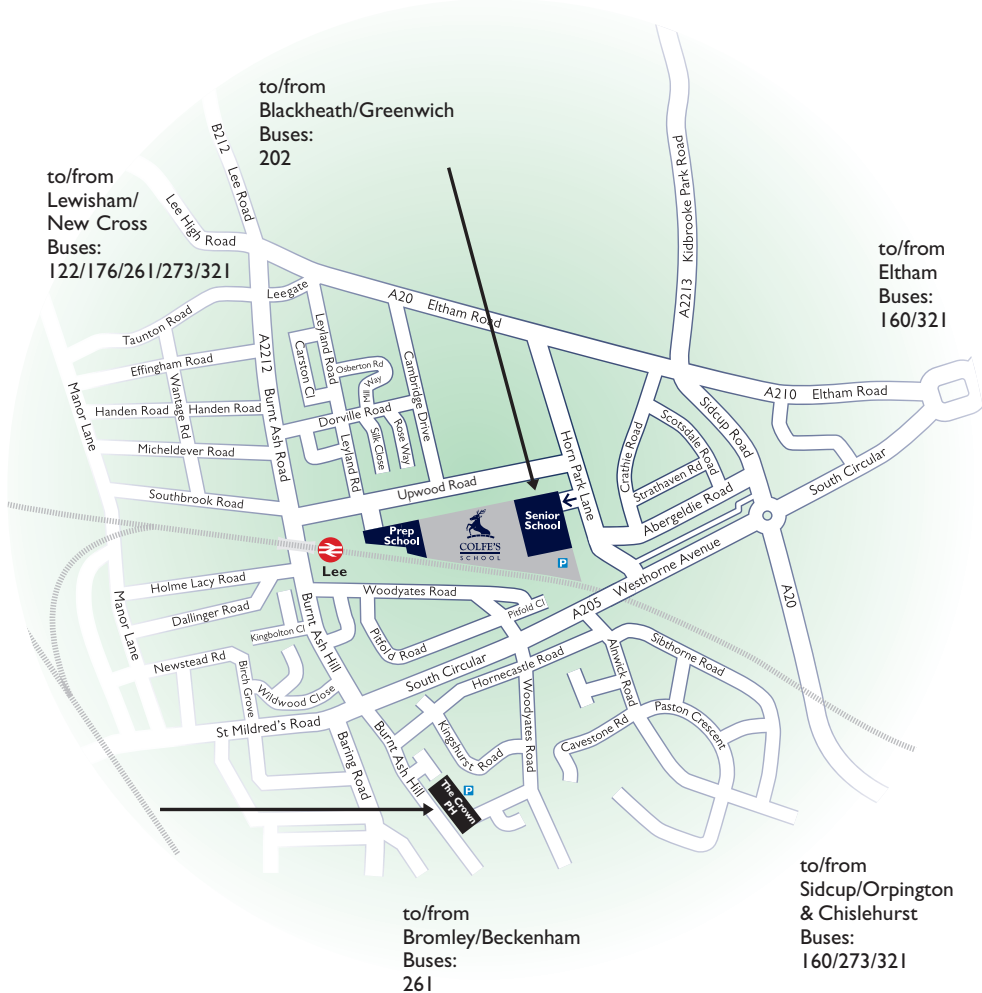 to/from
Blackheath/Greenwich
Buses:
202
to/from
Lewisham/
New Cross
Buses:
122/176/261/273/321
to/from
Eltham
Buses:
160/321
B212
Lee Road
Lee High Road
Kidbrooke Park Road
A2213
Leegate
A20 Eltham Road
Taunton Road
Effingham Road
A2212
Burnt Ash Road
Carston Cl
Leyland Road
Osberton Rd
Mill Way
Cambridge Drive
A210 Eltham Road
Manor Lane
Handen Road
Wantage Rd
Handen Road
Dorville Road
Silk Close
Rose Way
Leyland Rd
Sidcup Road
Scotsdale Road
Crathie Road
Horn Park Lane
Micheldever Road
South Circular
Strathaven Rd
Upwood Road
Southbrook Road
Abergeldie Road
Senior
School
Prep
School
COLFE'S
SCHOOL
P
Lee
Westhorne Avenue
A205
A20
Holme Lacy Road
Woodyates Road
Pitfold Cl
Dallinger Road
Manor Lane
Burnt Ash Hill
Kingbolton Cl
Pitfold Road
Sibthorne Road
Alnwick Road
Newstead Rd
Birch Grove
Wildwood Close
South Circular
Horncastle Road
Woodyates Road
St Mildred's Road
Paston Crescent
Cavestone Rd
Kingshurst Road
Baring Road
Burnt Ash Hill
The Crown
PH
P
to/from
Sidcup/Orpington
& Chislehurst
Buses:
160/273/321
to/from
Bromley/Beckenham
Buses:
261